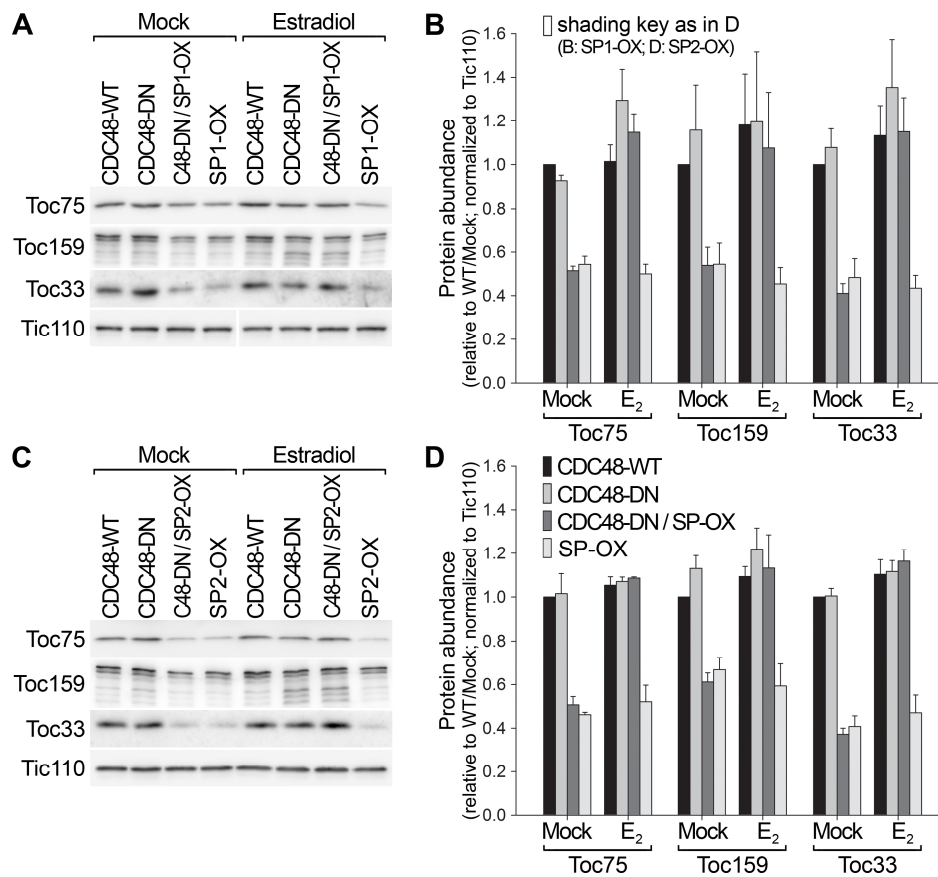 A
Mock
Estradiol
CDC48-WT
CDC48-DN
C48-DN/SP1-OX
SP1-OX
CDC48-WT
CDC48-DN
C48-DN/SP1-OX
SP1-OX
Toc75
Toc159
Toc33
Tic110
B
shading key as in D
(B: SP1-OX; D: SP2-OX)
Protein abundance
(relative to WT/Mock; normalized to Tic110)
1.6
1.4
1.2
1.0
0.8
0.6
0.4
0.2
0.0
Mock E₂ Mock E₂ Mock E₂
Toc75 Toc159 Toc33
C
Mock
Estradiol
CDC48-WT
CDC48-DN
C48-DN/SP2-OX
SP2-OX
CDC48-WT
CDC48-DN
C48-DN/SP2-OX
SP2-OX
Toc75
Toc159
Toc33
Tic110
D
CDC48-WT
CDC48-DN
CDC48-DN/SP-OX
SP-OX
Protein abundance
(relative to WT/Mock; normalized to Tic110)
1.6
1.4
1.2
1.0
0.8
0.6
0.4
0.2
0.0
Mock E₂ Mock E₂ Mock E₂
Toc75 Toc159 Toc33